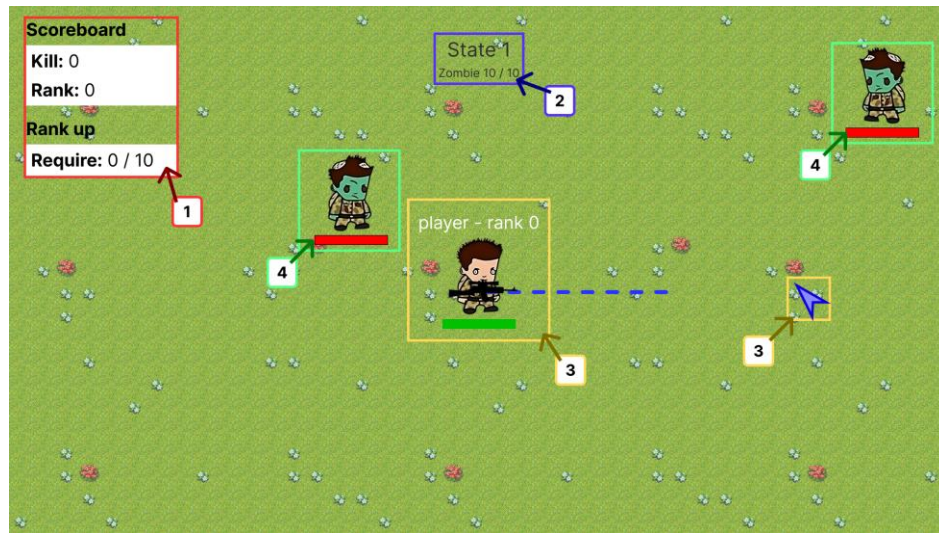 Scoreboard
Kill: 0
Rank: 0
Rank up
Require: 0 / 10
1
State 1
Zombie 10 / 10
2
4
4
player - rank 0
3
3